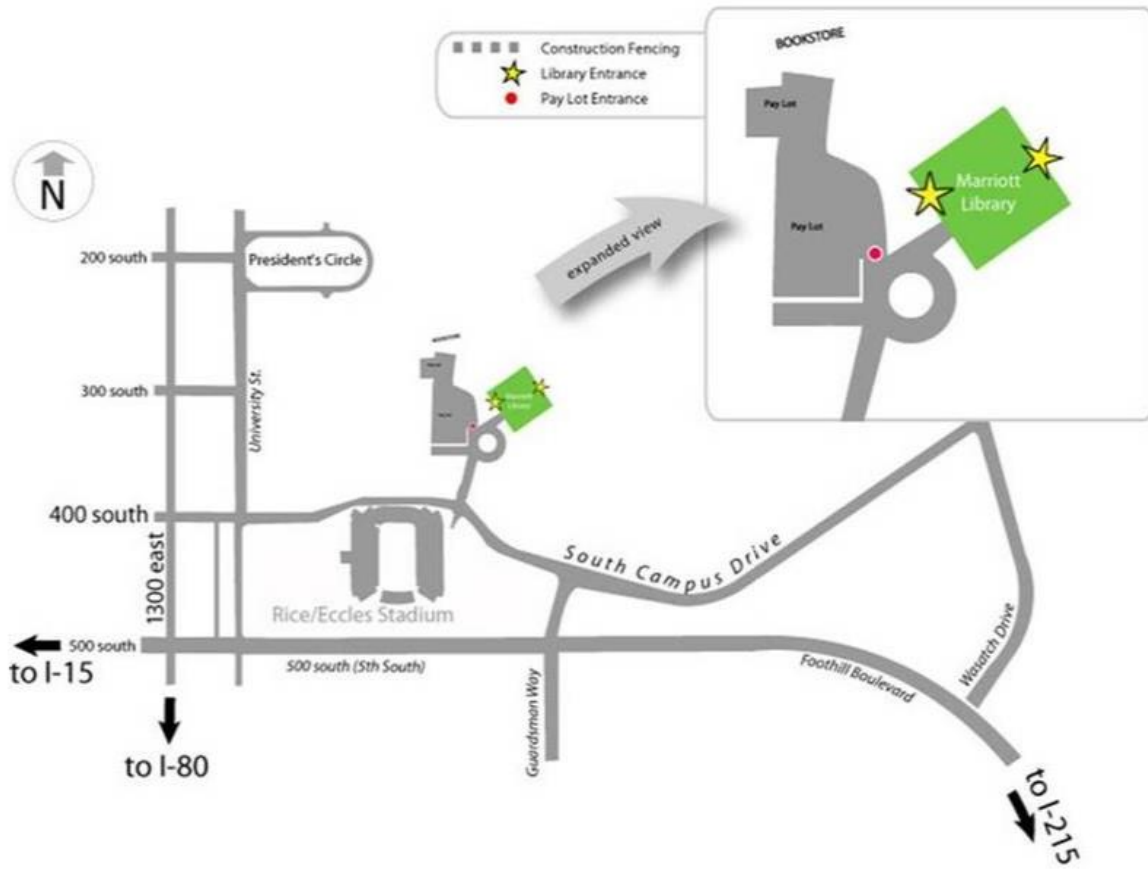 BOOKSTORE
Construction Fencing
Library Entrance
Pay Lot Entrance
Pay Lot
Marriott
Library
Pay Lot
expanded view
N
200 south
President's Circle
300 south
University St.
Marriott
Library
400 south
1300 east
South Campus Drive
Rice/Eccles Stadium
500 south
to I-15
500 south (5th South)
Guardsman Way
Foothill Boulevard
Wasatch Drive
to I-80
to I-215